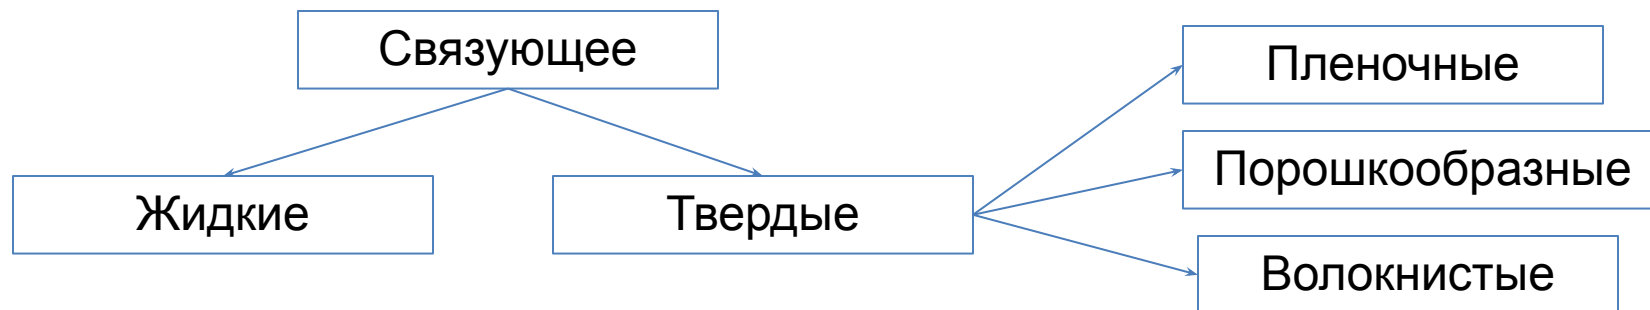 Связующее
Жидкие
Твердые
Пленочные
Порошкообразные
Волокнистые